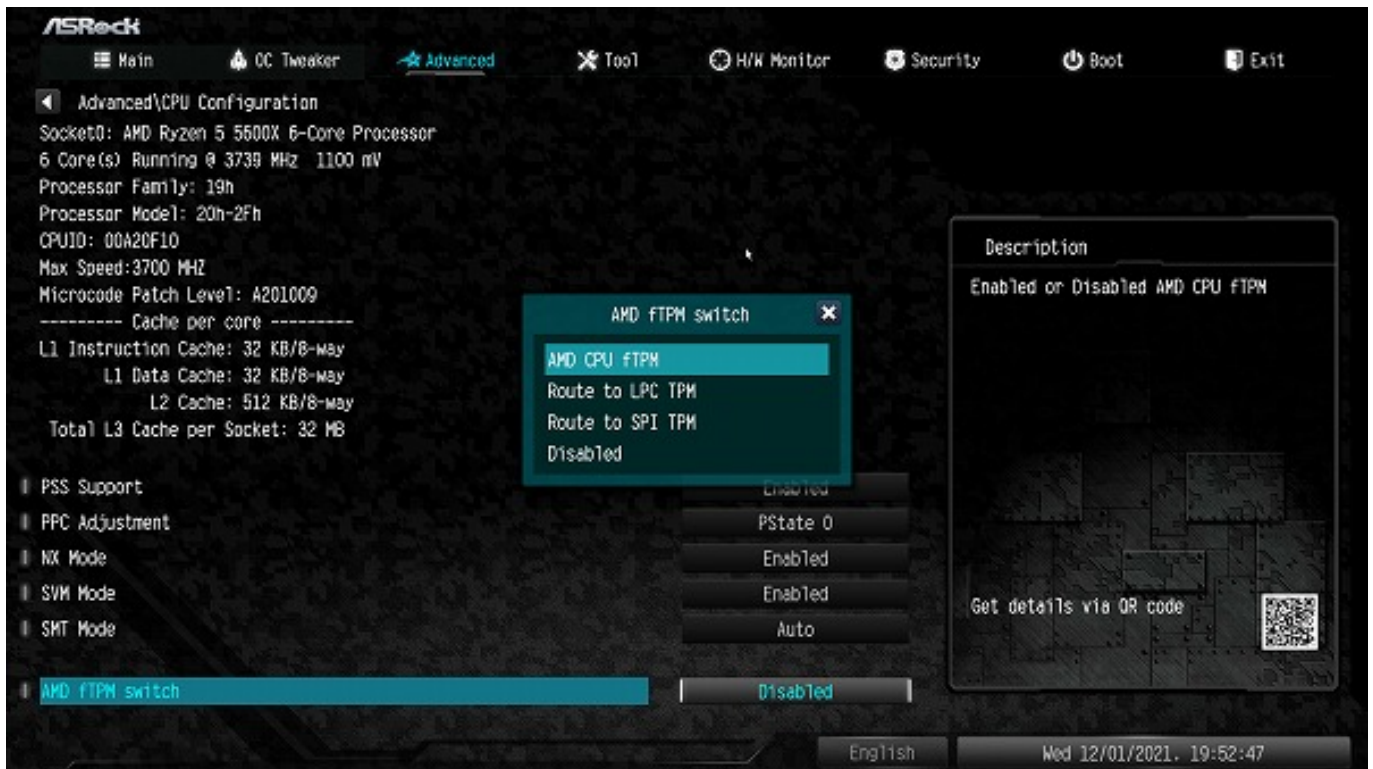 ASRock
Main OC Tweaker Advanced Tool H/W Monitor Security Boot Exit
Advanced\CPU Configuration
Socket0: AMD Ryzen 5 5600X 6-Core Processor
6 Core(s) Running @ 3739 MHz 1100 mV
Processor Family: 19h
Processor Model: 20h-2Fh
CPUID: 00A20F10
Max Speed:3700 MHZ
Microcode Patch Level: A201009
--------- Cache per core ---------
L1 Instruction Cache: 32 KB/8-way
L1 Data Cache: 32 KB/8-way
L2 Cache: 512 KB/8-way
Total L3 Cache per Socket: 32 MB
PSS Support Enabled
PPC Adjustment PState 0
NX Mode Enabled
SVM Mode Enabled
SMT Mode Auto
AMD fTPM switch Disabled
AMD fTPM switch
AMD CPU fTPM
Route to LPC TPM
Route to SPI TPM
Disabled
Description
Enabled or Disabled AMD CPU fTPM
Get details via QR code
English
Wed 12/01/2021. 19:52:47